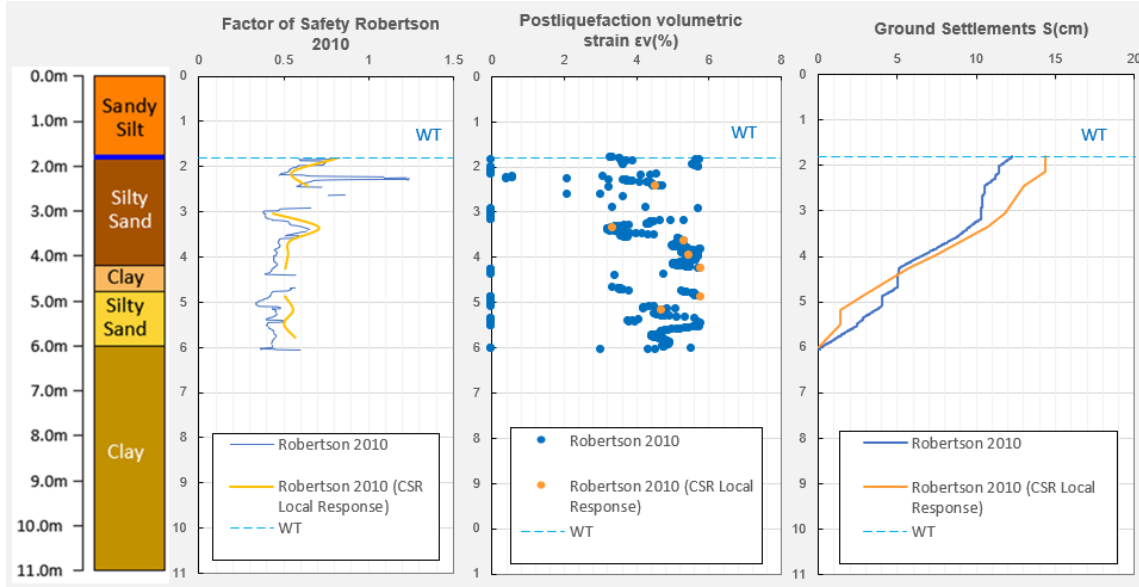 Factor of Safety Robertson
2010
0 0.5 1 1.5
Postliquefaction volumetric
strain εv(%)
0 2 4 6 8
Ground Settlements S(cm)
0 5 10 15 20
0.0m
1.0m
2.0m
3.0m
4.0m
5.0m
6.0m
7.0m
8.0m
9.0m
10.0m
11.0m
Sandy
Silt
Silty
Sand
Clay
Silty
Sand
Clay
0
1
2
3
4
5
6
7
8
9
10
11
WT
Robertson 2010
Robertson 2010 (CSR
Local Response)
WT
0
1
2
3
4
5
6
7
8
9
0
1
WT
Robertson 2010
Robertson 2010 (CSR Local
Response)
WT
0
1
2
3
4
5
6
7
8
9
10
11
WT
Robertson 2010
Robertson 2010 (CSR Local
Response)
WT